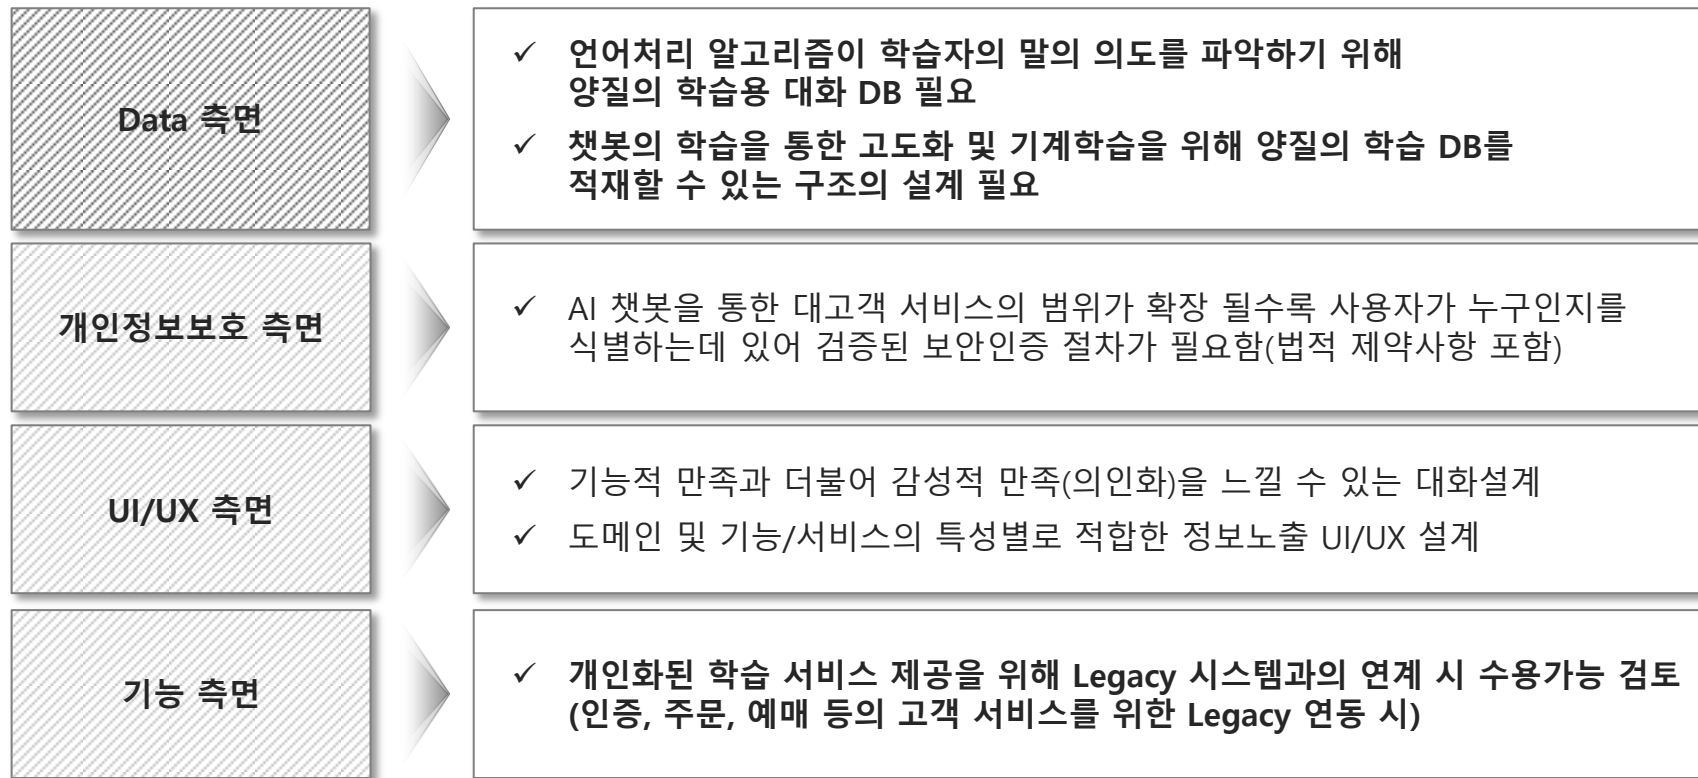 Data 측면
✓ 언어처리 알고리즘이 학습자의 말의 의도를 파악하기 위해
양질의 학습용 대화 DB 필요
✓ 챗봇의 학습을 통한 고도화 및 기계학습을 위해 양질의 학습 DB를
적재할 수 있는 구조의 설계 필요
개인정보보호 측면
✓ AI 챗봇을 통한 대고객 서비스의 범위가 확장 될수록 사용자가 누구인지를
식별하는데 있어 검증된 보안인증 절차가 필요함(법적 제약사항 포함)
UI/UX 측면
✓ 기능적 만족과 더불어 감성적 만족(의인화)을 느낄 수 있는 대화설계
✓ 도메인 및 기능/서비스의 특성별로 적합한 정보노출 UI/UX 설계
기능 측면
✓ 개인화된 학습 서비스 제공을 위해 Legacy 시스템과의 연계 시 수용가능 검토
(인증, 주문, 예매 등의 고객 서비스를 위한 Legacy 연동 시)